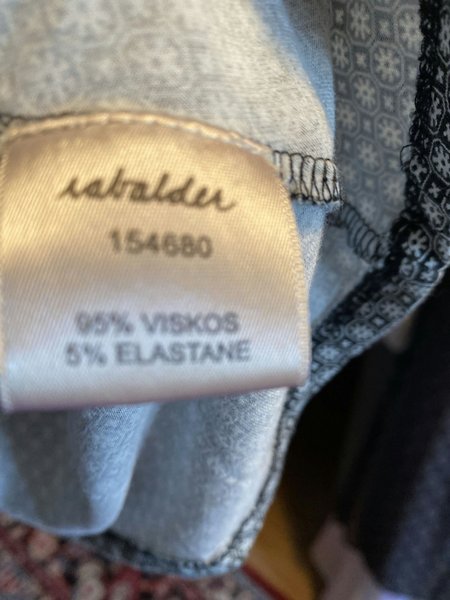 rabalder
154680
95% VISKOS
5% ELASTANE